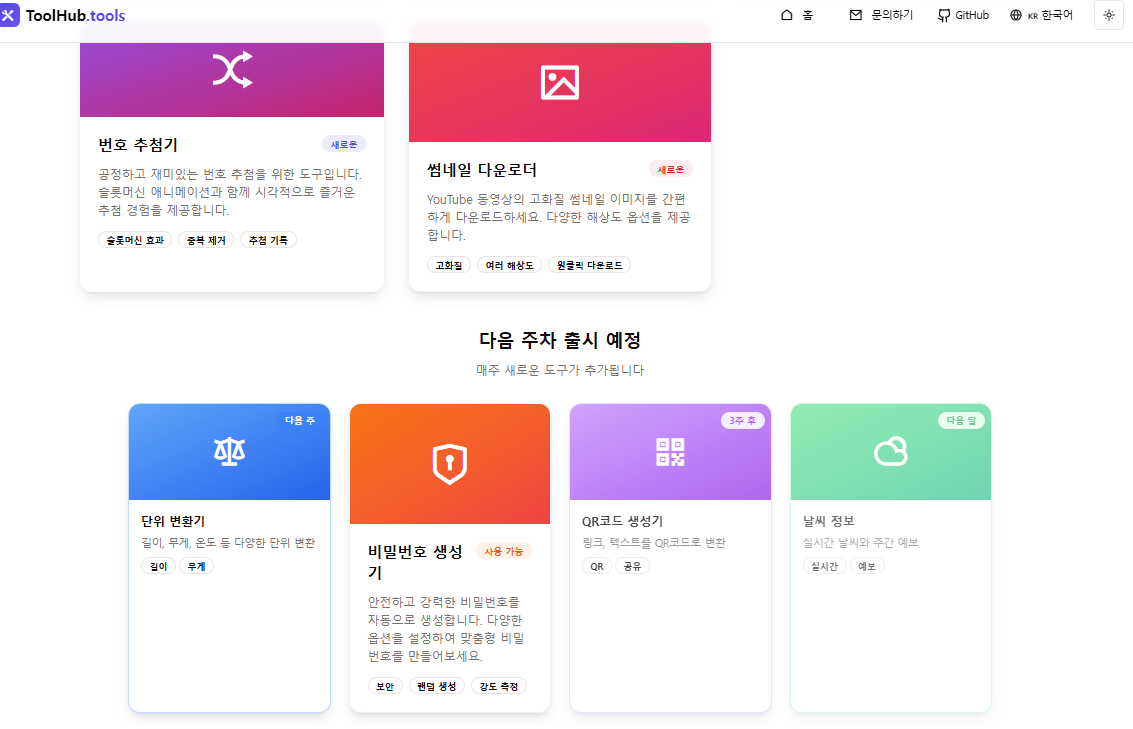 ToolHub.tools
홈
문의하기
GitHub
KR 한국어
번호 추첨기
새로운
공정하고 재미있는 번호 추첨을 위한 도구입니다.
슬롯머신 애니메이션과 함께 시각적으로 즐거운
추첨 경험을 제공합니다.
슬롯머신 효과
중복 제거
추첨 기록
썸네일 다운로더
새로운
YouTube 동영상의 고화질 썸네일 이미지를 간편
하게 다운로드하세요. 다양한 해상도 옵션을 제공
합니다.
고화질
여러 해상도
원클릭 다운로드
다음 주차 출시 예정
매주 새로운 도구가 추가됩니다
다음 주
단위 변환기
길이, 무게, 온도 등 다양한 단위 변환
길이
무게
비밀번호 생성
기
사용 가능
안전하고 강력한 비밀번호를
자동으로 생성합니다. 다양한
옵션을 설정하여 맞춤형 비밀
번호를 만들어보세요.
보안
랜덤 생성
강도 측정
3주 후
QR코드 생성기
링크, 텍스트를 QR코드로 변환
QR
공유
다음 달
날씨 정보
실시간 날씨와 주간 예보
실시간
예보